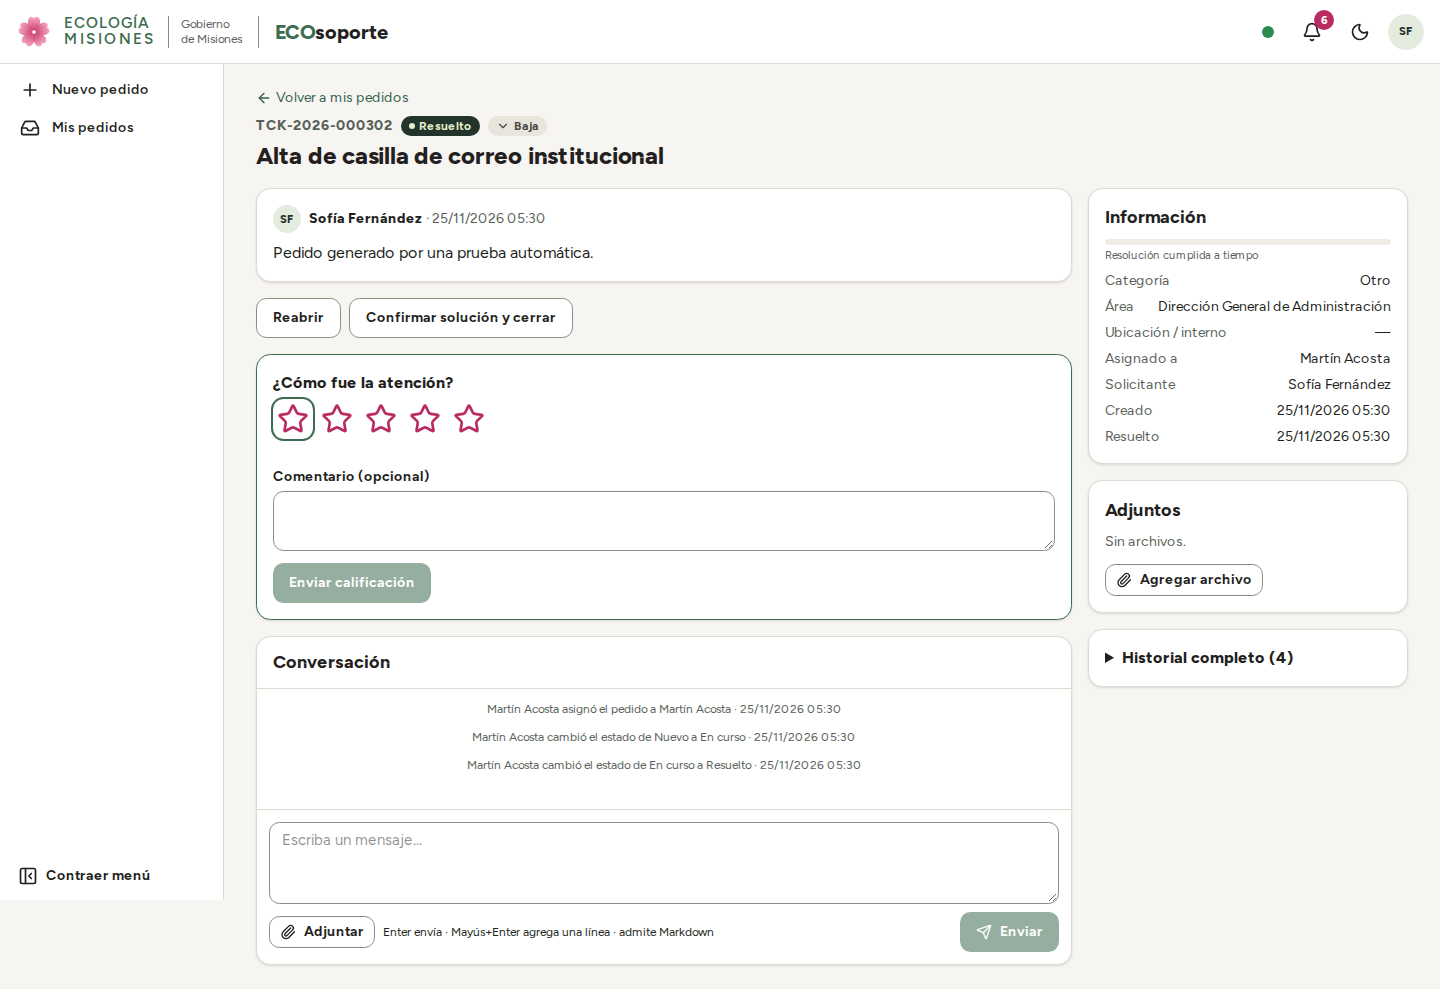 ECOLOGÍA
MISIONES
Gobierno
de Misiones
ECOsoporte
6
SF
Nuevo pedido
Mis pedidos
Contraer menú
Volver a mis pedidos
TCK-2026-000302
Resuelto
Baja
Alta de casilla de correo institucional
SF
Sofía Fernández · 25/11/2026 05:30
Pedido generado por una prueba automática.
Reabrir
Confirmar solución y cerrar
¿Cómo fue la atención?
Comentario (opcional)
Enviar calificación
Conversación
Martín Acosta asignó el pedido a Martín Acosta · 25/11/2026 05:30
Martín Acosta cambió el estado de Nuevo a En curso · 25/11/2026 05:30
Martín Acosta cambió el estado de En curso a Resuelto · 25/11/2026 05:30
Escriba un mensaje...
Adjuntar
Enter envía · Mayús+Enter agrega una línea · admite Markdown
Enviar
Información
Resolución cumplida a tiempo
Categoría Otro
Área Dirección General de Administración
Ubicación / interno —
Asignado a Martín Acosta
Solicitante Sofía Fernández
Creado 25/11/2026 05:30
Resuelto 25/11/2026 05:30
Adjuntos
Sin archivos.
Agregar archivo
Historial completo (4)